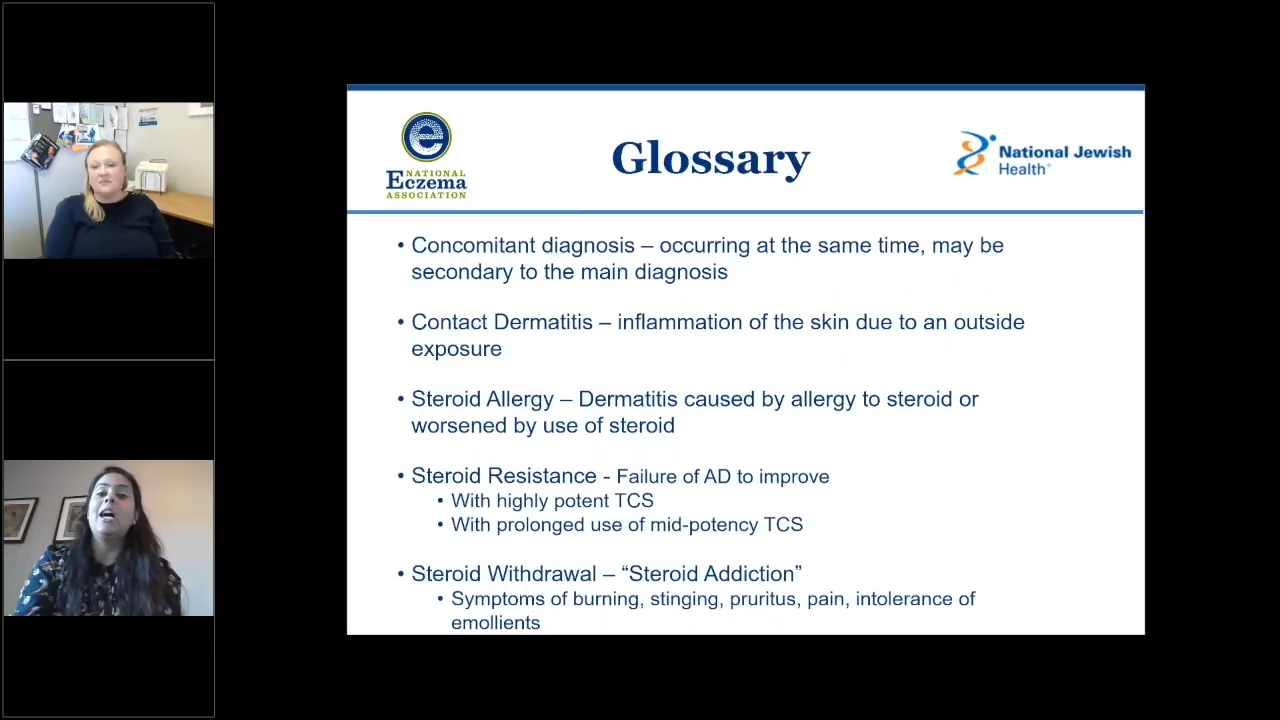 NATIONAL
Eczema
ASSOCIATION
Glossary
National Jewish
Health®
• Concomitant diagnosis – occurring at the same time, may be
secondary to the main diagnosis
• Contact Dermatitis – inflammation of the skin due to an outside
exposure
• Steroid Allergy – Dermatitis caused by allergy to steroid or
worsened by use of steroid
• Steroid Resistance - Failure of AD to improve
• With highly potent TCS
• With prolonged use of mid-potency TCS
• Steroid Withdrawal – “Steroid Addiction”
• Symptoms of burning, stinging, pruritus, pain, intolerance of
emollients